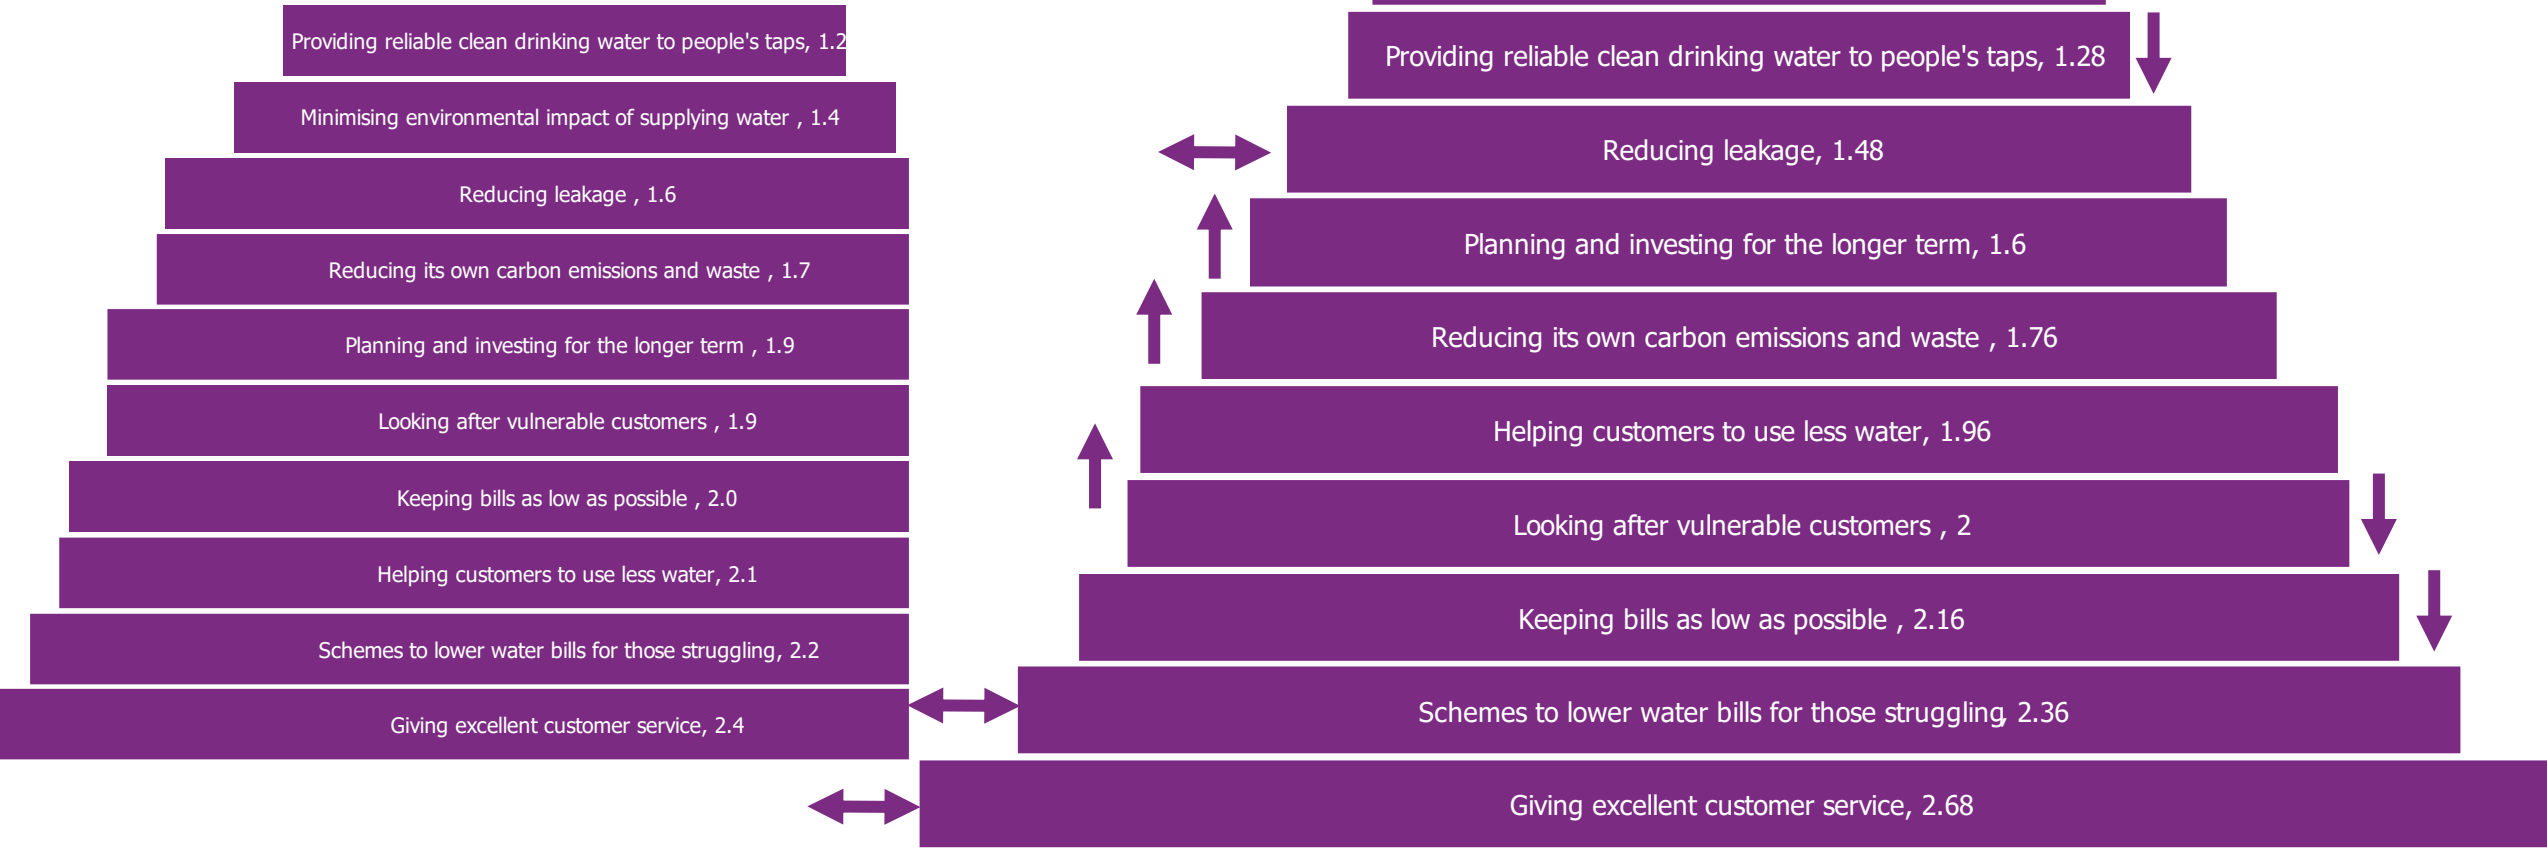 Providing reliable clean drinking water to people's taps, 1.2
Minimising environmental impact of supplying water , 1.4
Reducing leakage , 1.6
Reducing its own carbon emissions and waste , 1.7
Planning and investing for the longer term , 1.9
Looking after vulnerable customers , 1.9
Keeping bills as low as possible , 2.0
Helping customers to use less water, 2.1
Schemes to lower water bills for those struggling, 2.2
Giving excellent customer service, 2.4
Providing reliable clean drinking water to people's taps, 1.28
Reducing leakage, 1.48
Planning and investing for the longer term, 1.6
Reducing its own carbon emissions and waste , 1.76
Helping customers to use less water, 1.96
Looking after vulnerable customers , 2
Keeping bills as low as possible , 2.16
Schemes to lower water bills for those struggling, 2.36
Giving excellent customer service, 2.68